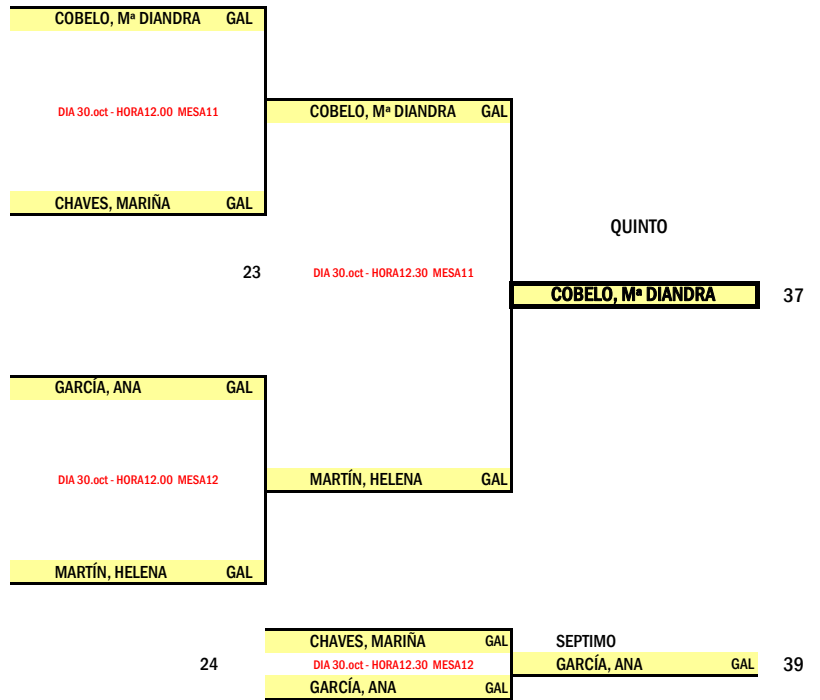 COBELO, Mª DIANDRA GAL
DIA 30.oct - HORA12.00 MESA11
COBELO, Mª DIANDRA GAL
CHAVES, MARIÑA GAL
QUINTO
23 DIA 30.oct - HORA12.30 MESA11
COBELO, Mª DIANDRA 37
GARCÍA, ANA GAL
DIA 30.oct - HORA12.00 MESA12
MARTÍN, HELENA GAL
MARTÍN, HELENA GAL
CHAVES, MARIÑA GAL SEPTIMO
24 DIA 30.oct - HORA12.30 MESA12 GARCÍA, ANA GAL 39
GARCÍA, ANA GAL